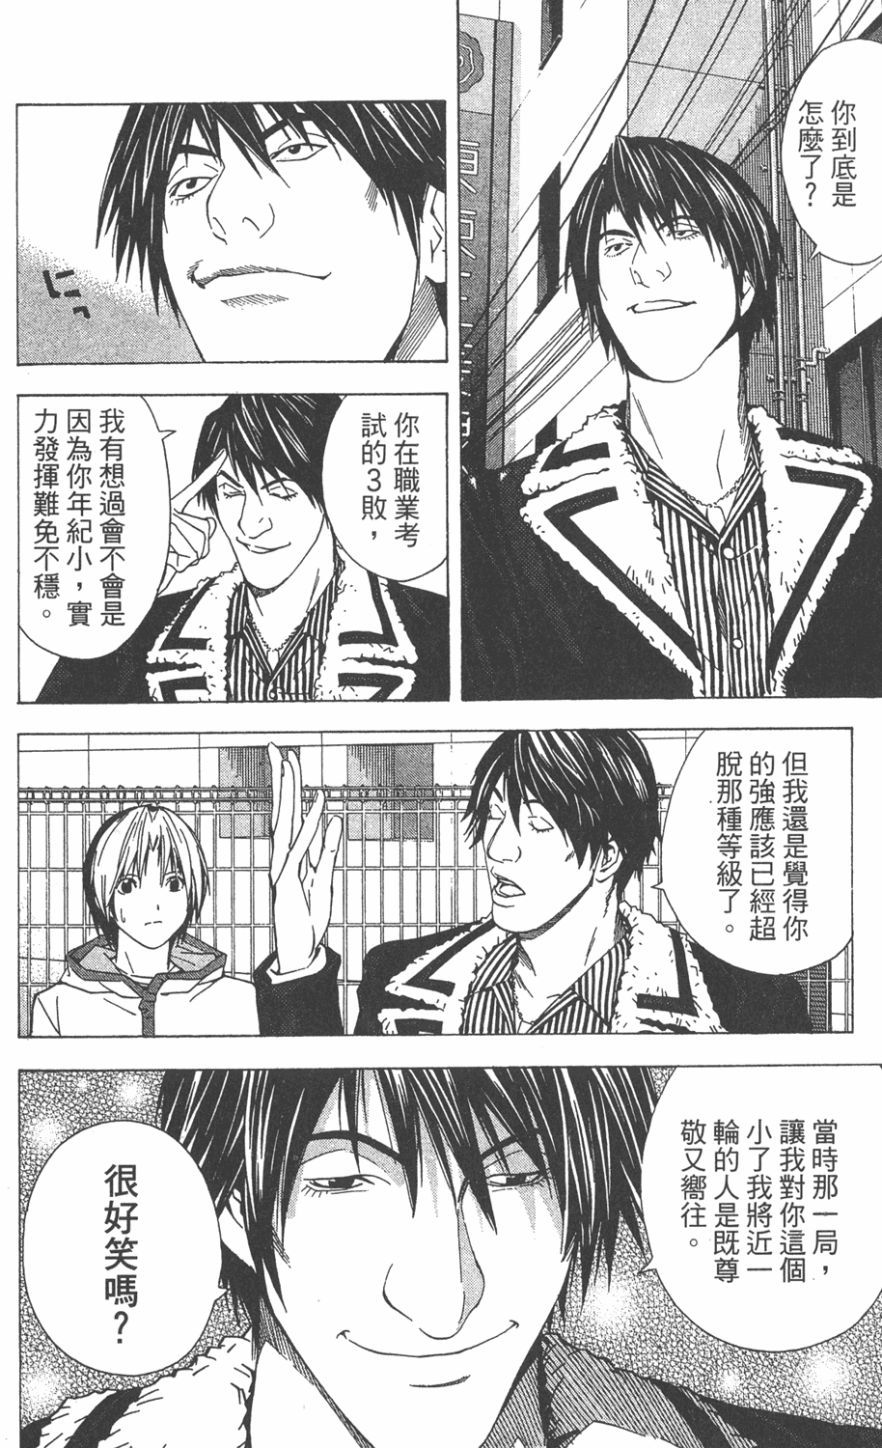 你到底是
怎麼了？
にっ
你在職業考
試的3敗，
我有想過會不會是
因為你年紀小，實
力發揮難免不穩。
但我還是覺得你
的強應該已經超
脫那種等級了。
當時那一局，
讓我對你這個
小了我將近一
輪的人是既尊
敬又嚮往。
很好笑嗎？